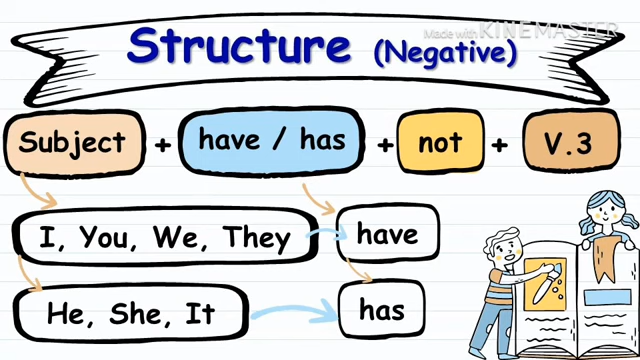 Made with KINEMASTER
Structure (Negative)
Subject + have / has + not + V.3
I, You, We, They have
He, She, It has